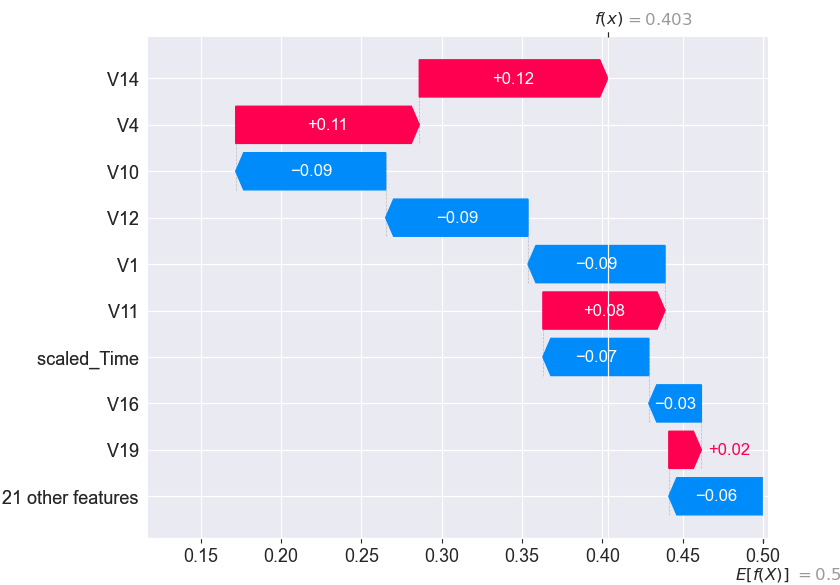 f(x) = 0.403
V14
+0.12
V4
+0.11
V10
−0.09
V12
−0.09
V1
−0.09
V11
+0.08
scaled_Time
−0.07
V16
−0.03
V19
+0.02
21 other features
−0.06
0.15 0.20 0.25 0.30 0.35 0.40 0.45 0.50
E[f(X)] = 0.5